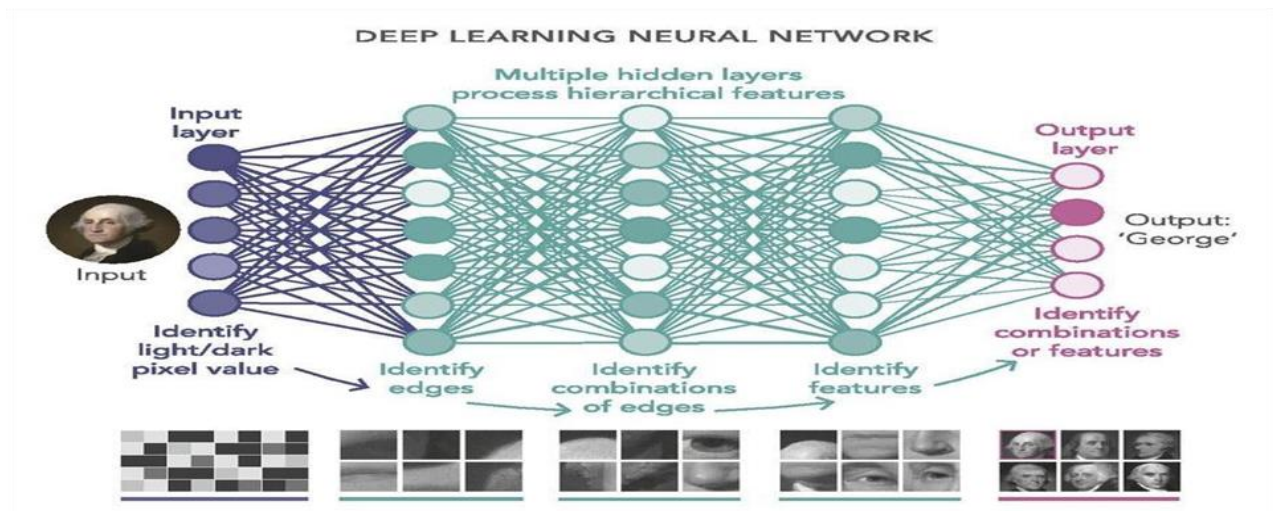 DEEP LEARNING NEURAL NETWORK
Multiple hidden layers
process hierarchical features
Input
layer
Output
layer
Input
Output:
'George'
Identify
light/dark
pixel value
Identify
edges
Identify
combinations
of edges
Identify
features
Identify
combinations
or features